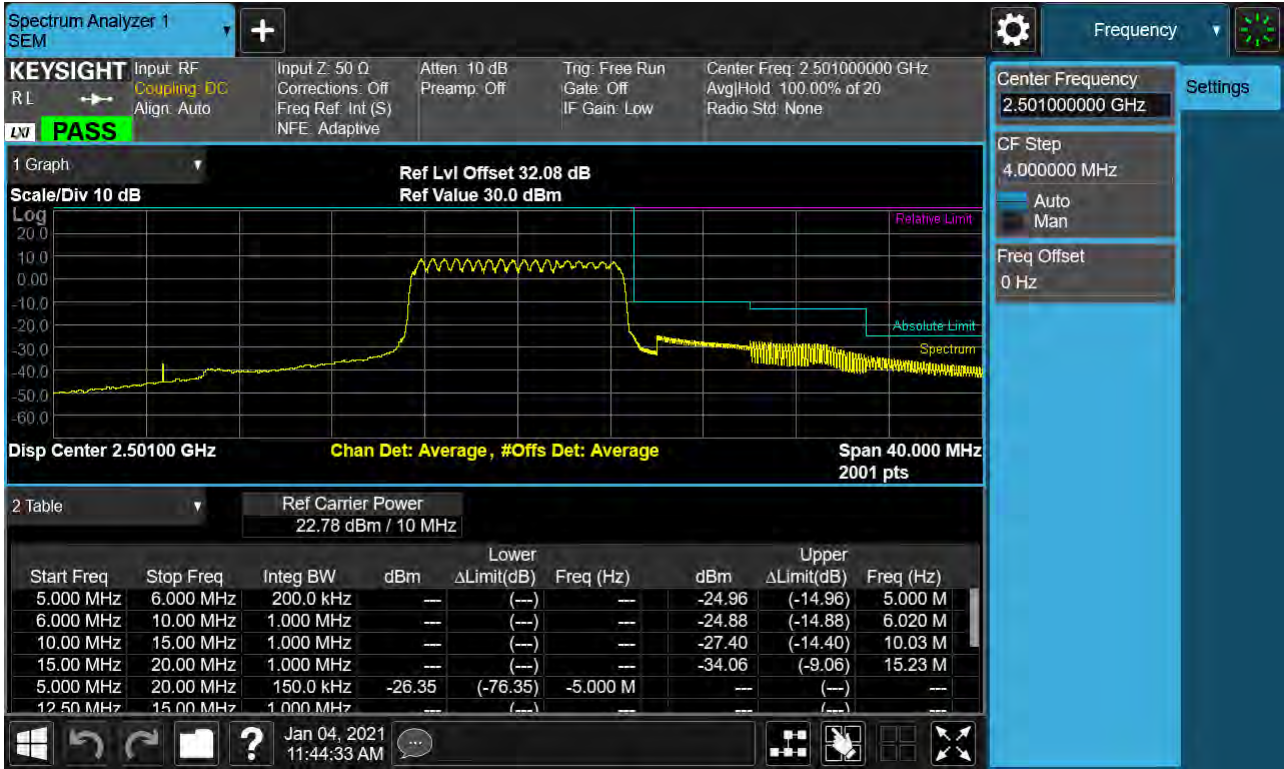 Spectrum Analyzer 1
SEM
Frequency
KEYSIGHT
R L
LXI PASS
Input: RF
Coupling: DC
Align: Auto
Input Z: 50 Ω
Corrections: Off
Freq Ref: Int (S)
NFE: Adaptive
Atten: 10 dB
Preamp: Off
Trig: Free Run
Gate: Off
IF Gain: Low
Center Freq: 2.501000000 GHz
Avg|Hold: 100.00% of 20
Radio Std: None
Center Frequency
2.501000000 GHz
Settings
CF Step
4.000000 MHz
Auto
Man
Freq Offset
0 Hz
1 Graph
Scale/Div 10 dB
Ref Lvl Offset 32.08 dB
Ref Value 30.0 dBm
Log
20.0
10.0
0.00
-10.0
-20.0
-30.0
-40.0
-50.0
-60.0
Relative Limit
Absolute Limit
Spectrum
Disp Center 2.50100 GHz
Chan Det: Average , #Offs Det: Average
Span 40.000 MHz
2001 pts
2 Table
Ref Carrier Power
22.78 dBm / 10 MHz
Lower Upper
Start Freq Stop Freq Integ BW dBm ΔLimit(dB) Freq (Hz) dBm ΔLimit(dB) Freq (Hz)
5.000 MHz 6.000 MHz 200.0 kHz --- (---) --- -24.96 (-14.96) 5.000 M
6.000 MHz 10.00 MHz 1.000 MHz --- (---) --- -24.88 (-14.88) 6.020 M
10.00 MHz 15.00 MHz 1.000 MHz --- (---) --- -27.40 (-14.40) 10.03 M
15.00 MHz 20.00 MHz 1.000 MHz --- (---) --- -34.06 (-9.06) 15.23 M
5.000 MHz 20.00 MHz 150.0 kHz -26.35 (-76.35) -5.000 M --- (---) ---
12.50 MHz 15.00 MHz 1.000 MHz --- (---) --- --- (---) ---
Jan 04, 2021
11:44:33 AM